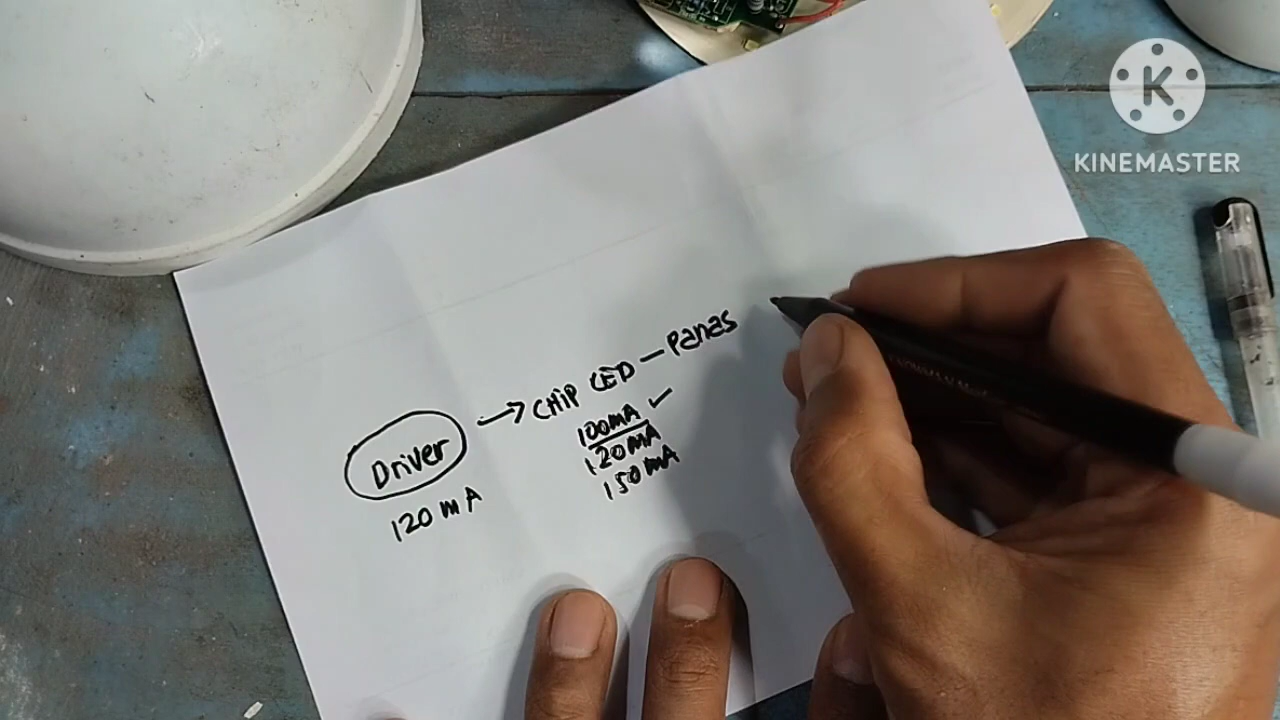 KINEMASTER
Driver → CHIP LED — Panas
120 mA
100mA ✓
120mA
150mA